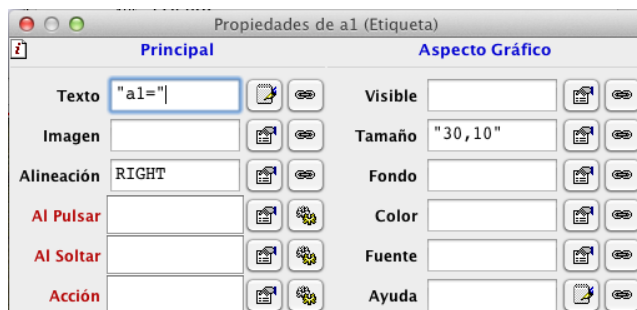 Propiedades de a1 (Etiqueta)
i Principal Aspecto Gráfico
Texto "a1=" Visible
Imagen Tamaño "30,10"
Alineación RIGHT Fondo
Al Pulsar Color
Al Soltar Fuente
Acción Ayuda